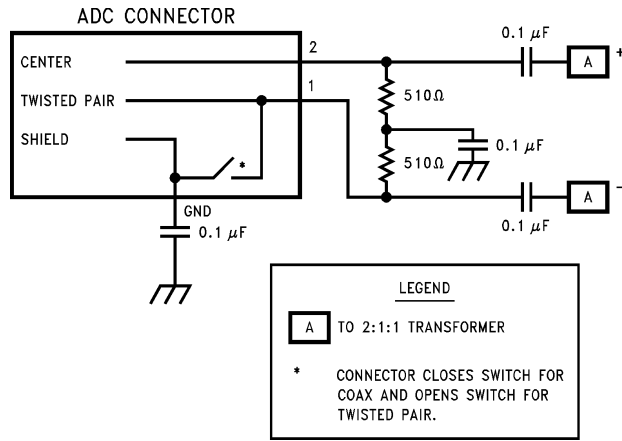 ADC CONNECTOR
0.1 µF
2
A
+
CENTER
1
TWISTED PAIR
510Ω
SHIELD
0.1 µF
*
510Ω
A
−
GND
0.1 µF
0.1 µF
LEGEND
A TO 2:1:1 TRANSFORMER
* CONNECTOR CLOSES SWITCH FOR
COAX AND OPENS SWITCH FOR
TWISTED PAIR.